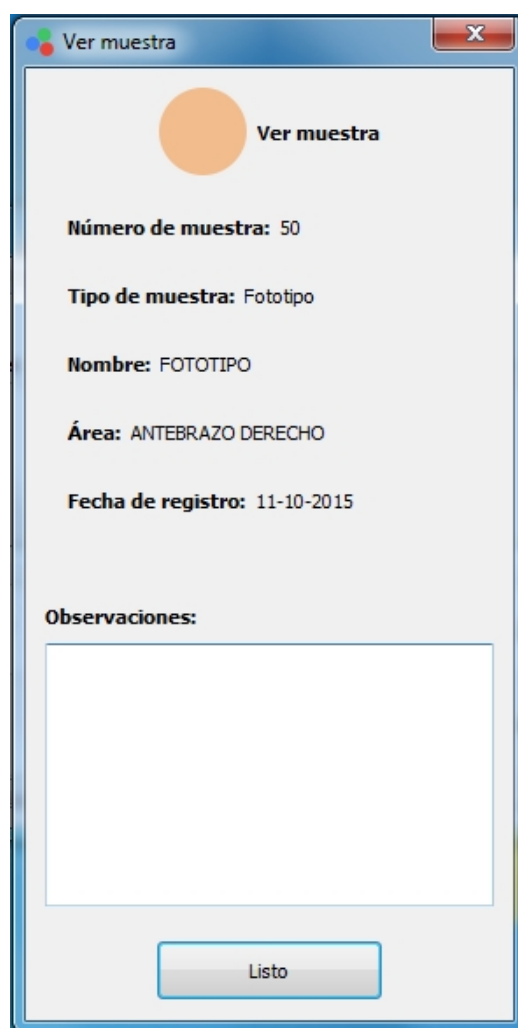 Ver muestra
Ver muestra
Número de muestra: 50
Tipo de muestra: Fototipo
Nombre: FOTOTIPO
Área: ANTEBRAZO DERECHO
Fecha de registro: 11-10-2015
Observaciones:
Listo